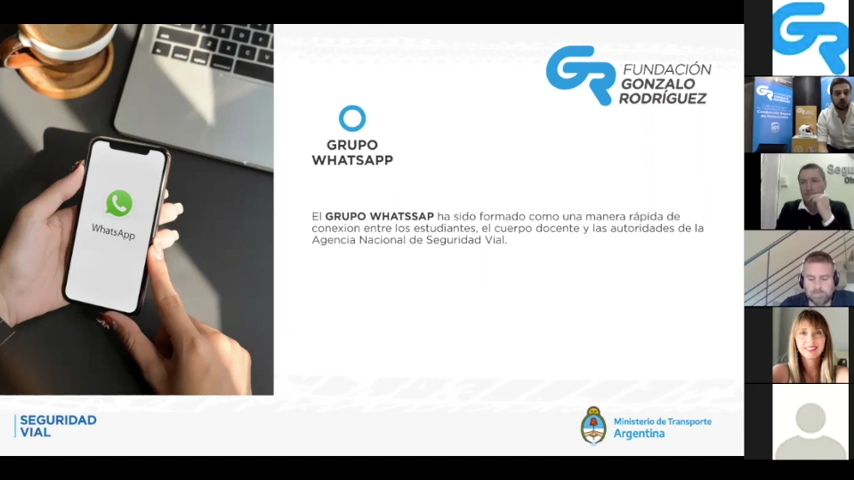 FUNDACIÓN
GONZALO
RODRÍGUEZ
GRUPO
WHATSAPP
El GRUPO WHATSSAP ha sido formado como una manera rápida de
conexion entre los estudiantes, el cuerpo docente y las autoridades de la
Agencia Nacional de Seguridad Vial.
WhatsApp
SEGURIDAD
VIAL
Ministerio de Transporte
Argentina
GR
GR